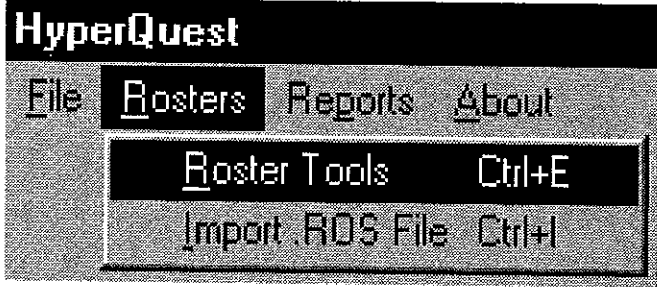 HyperQuest
File Rosters Reports About
Roster Tools Ctrl+E
Import .ROS File Ctrl+I